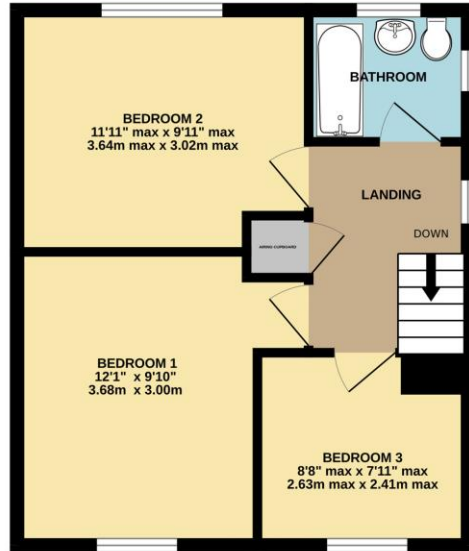 BATHROOM
BEDROOM 2
11'11" max x 9'11" max
3.64m max x 3.02m max
LANDING
DOWN
AIRING CUPBOARD
BEDROOM 1
12'1" x 9'10"
3.68m x 3.00m
BEDROOM 3
8'8" max x 7'11" max
2.63m max x 2.41m max